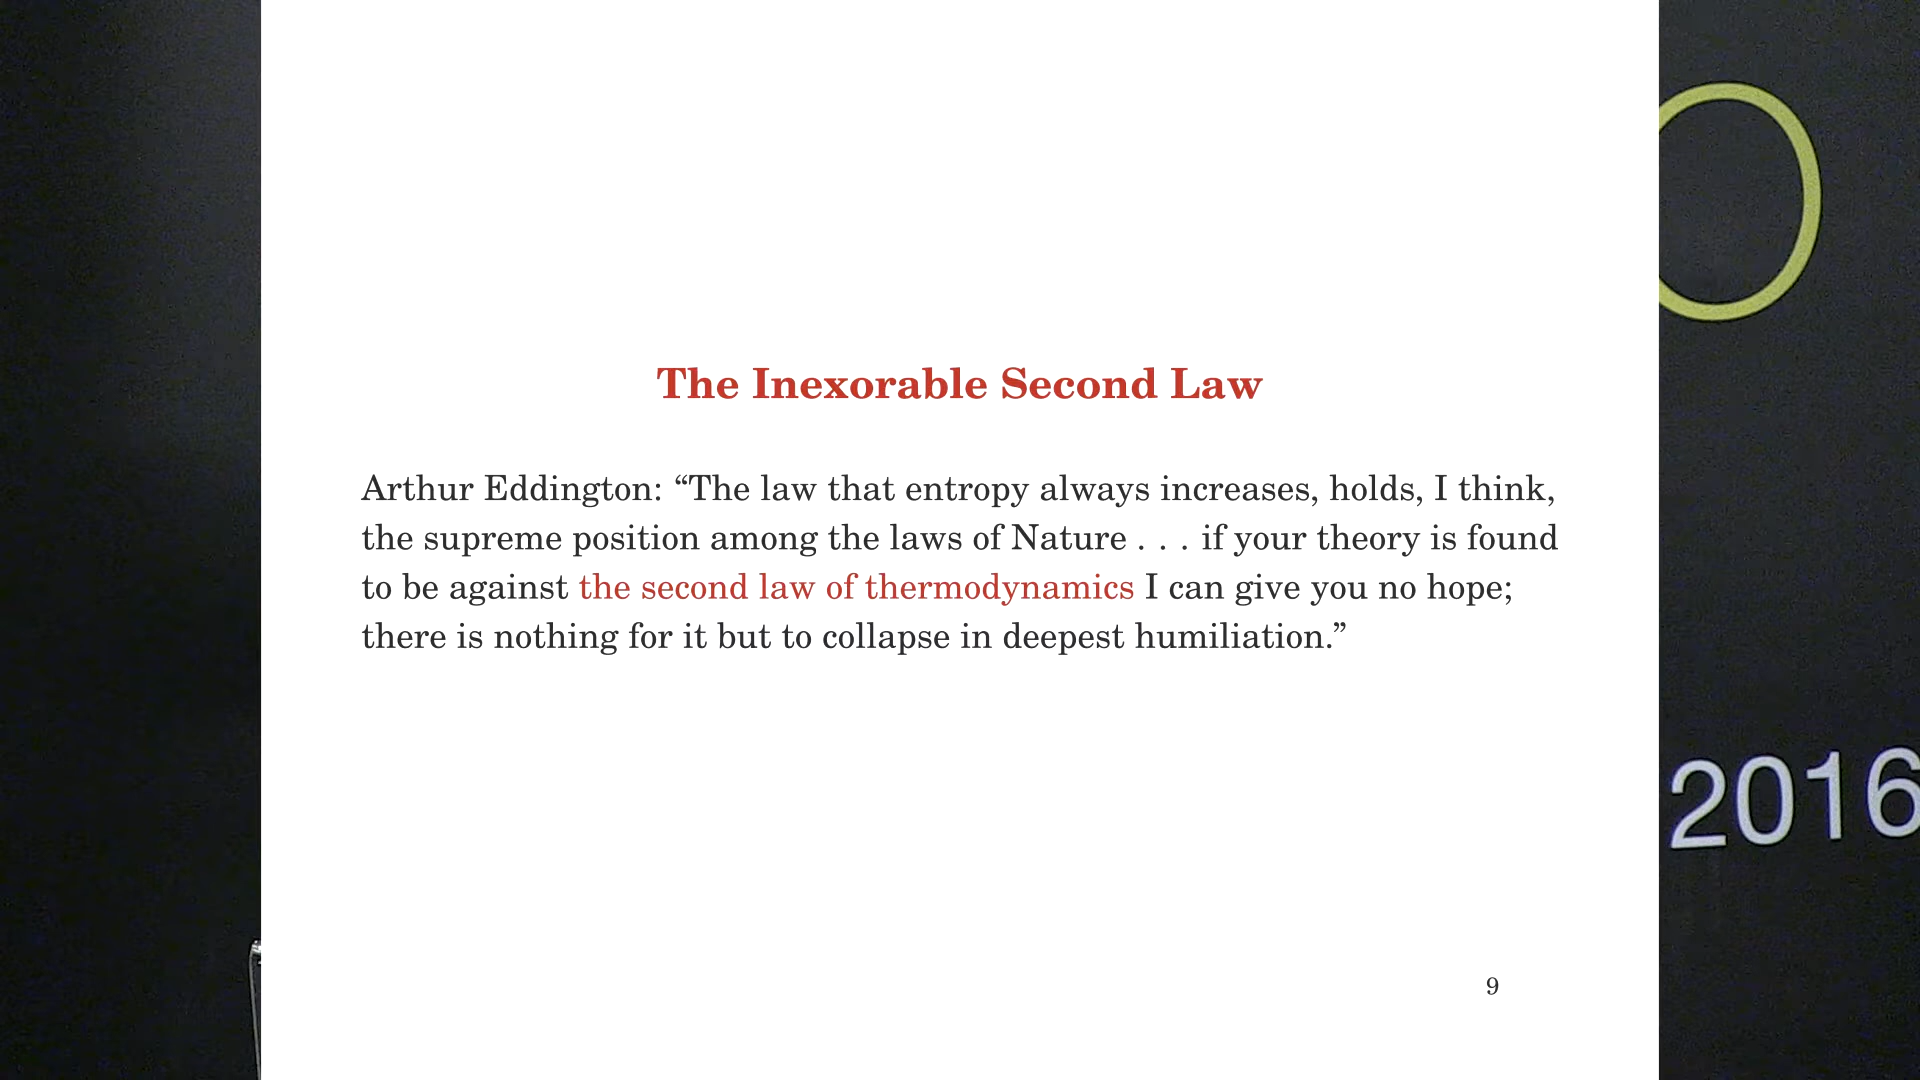 The Inexorable Second Law
Arthur Eddington: “The law that entropy always increases, holds, I think,
the supreme position among the laws of Nature . . . if your theory is found
to be against the second law of thermodynamics I can give you no hope;
there is nothing for it but to collapse in deepest humiliation.”
9
2016